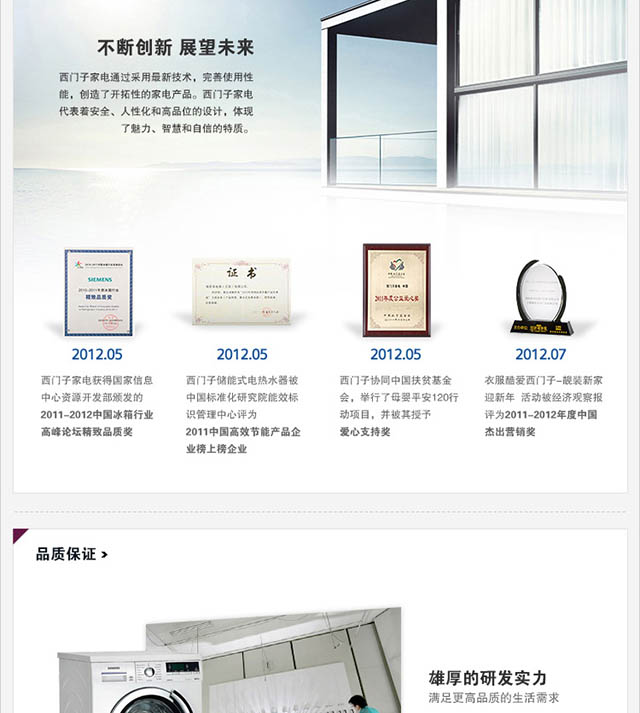 不断创新 展望未来
西门子家电通过采用最新技术，完善使用性
能，创造了开拓性的家电产品。西门子家电
代表着安全、人性化和高品位的设计，体现
了魅力、智慧和自信的特质。
SIEMENS
精致品质奖
证书
2012.05
西门子家电获得国家信息
中心资源开发部颁发的
2011-2012中国冰箱行业
高峰论坛精致品质奖
2012.05
西门子储能式电热水器被
中国标准化研究院能效标
识管理中心评为
2011中国高效节能产品企
业榜上榜企业
2012.05
西门子协同中国扶贫基金
会，举行了母婴平安120行
动项目，并被其授予
爱心支持奖
2012.07
衣服酷爱西门子-靓装新家
迎新年 活动被经济观察报
评为2011-2012年度中国
杰出营销奖
品质保证 >
雄厚的研发实力
满足更高品质的生活需求